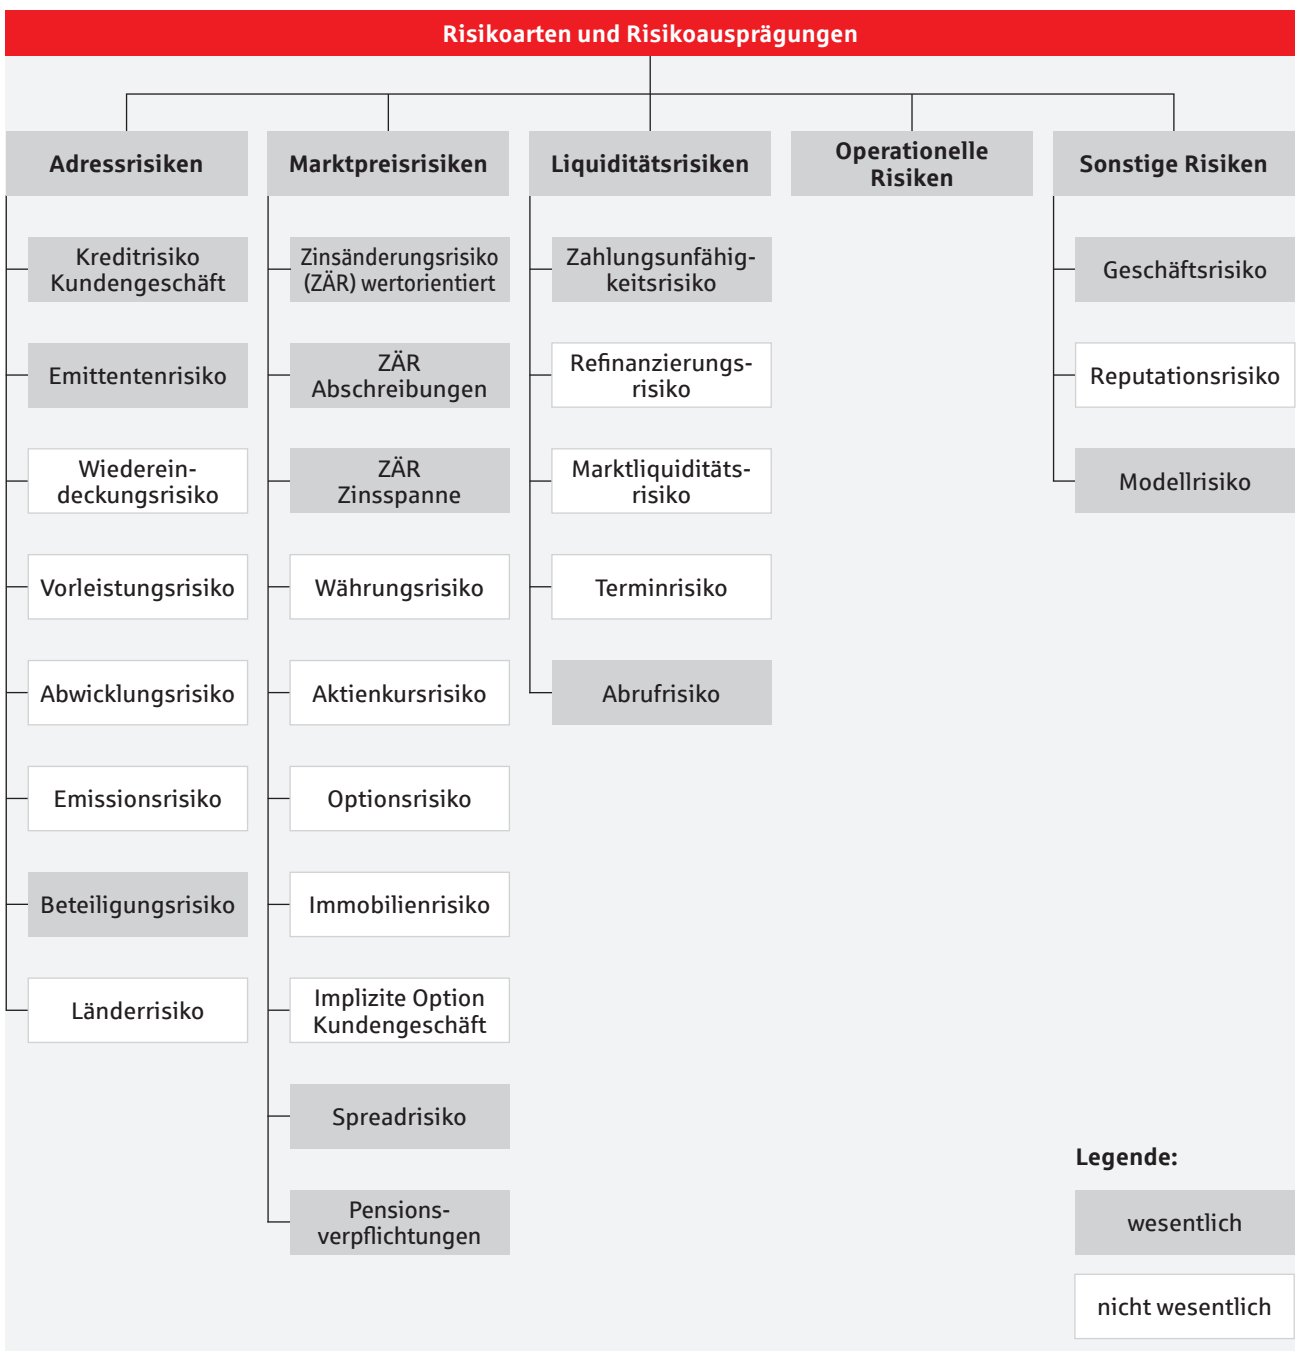 Risikoarten und Risikoausprägungen
Adressrisiken
Kreditrisiko
Kundengeschäft
Emittentenrisiko
Wiederein-
deckungsrisiko
Vorleistungsrisiko
Abwicklungsrisiko
Emissionsrisiko
Beteiligungsrisiko
Länderrisiko
Marktpreisrisiken
Zinsänderungsrisiko
(ZÄR) wertorientiert
ZÄR
Abschreibungen
ZÄR
Zinsspanne
Währungsrisiko
Aktienkursrisiko
Optionsrisiko
Immobilienrisiko
Implizite Option
Kundengeschäft
Spreadrisiko
Pensions-
verpflichtungen
Liquiditätsrisiken
Zahlungsunfähig-
keitsrisiko
Refinanzierungs-
risiko
Marktliquiditäts-
risiko
Terminrisiko
Abrufrisiko
Operationelle
Risiken
Sonstige Risiken
Geschäftsrisiko
Reputationsrisiko
Modellrisiko
Legende:
wesentlich
nicht wesentlich